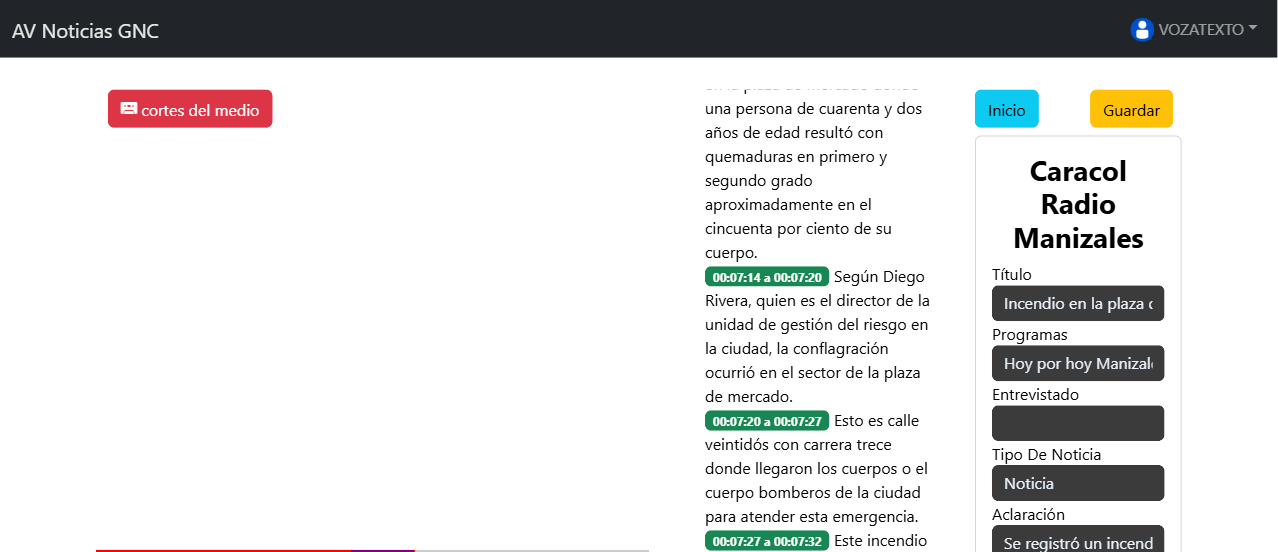 AV Noticias GNC
VOZATEXTO
cortes del medio
en la plaza de mercado donde
una persona de cuarenta y dos
años de edad resultó con
quemaduras en primero y
segundo grado
aproximadamente en el
cincuenta por ciento de su
cuerpo.
00:07:14 a 00:07:20 Según Diego
Rivera, quien es el director de la
unidad de gestión del riesgo en
la ciudad, la conflagración
ocurrió en el sector de la plaza
de mercado.
00:07:20 a 00:07:27 Esto es calle
veintidós con carrera trece
donde llegaron los cuerpos o el
cuerpo bomberos de la ciudad
para atender esta emergencia.
00:07:27 a 00:07:32 Este incendio
Inicio
Guardar
Caracol
Radio
Manizales
Título
Incendio en la plaza
Programas
Hoy por hoy Manizal
Entrevistado
Tipo De Noticia
Noticia
Aclaración
Se registró un incend